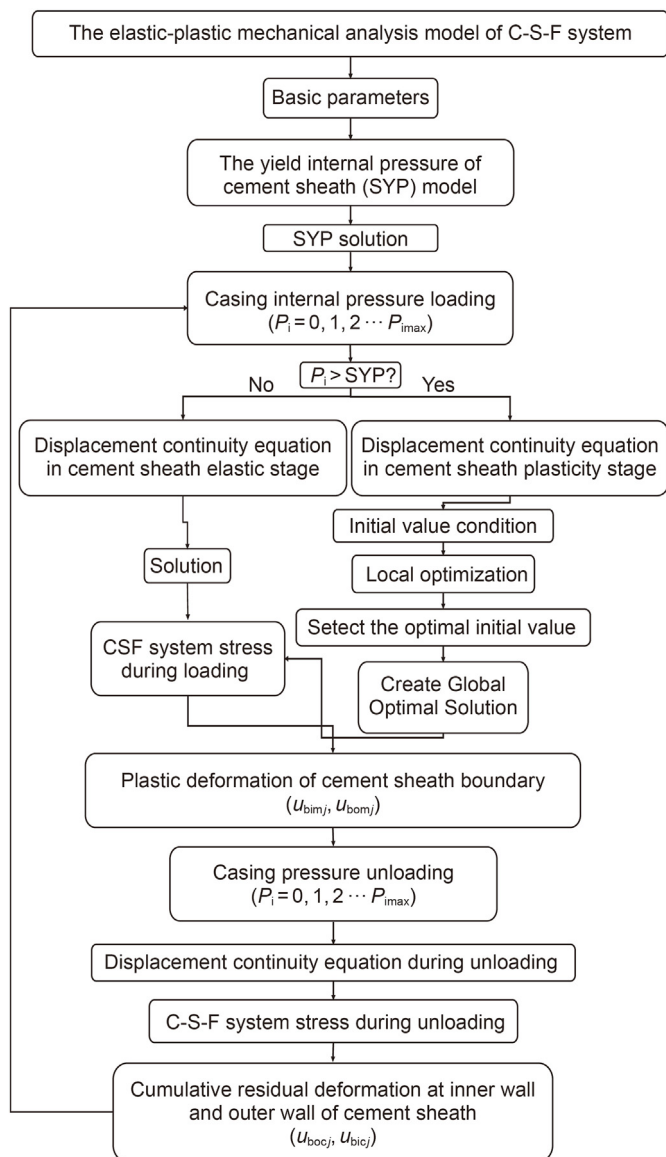 The elastic-plastic mechanical analysis model of C-S-F system
Basic parameters
The yield internal pressure of
cement sheath (SYP) model
SYP solution
Casing internal pressure loading
(Pi = 0, 1, 2 ··· Pimax)
Pi > SYP?
No
Yes
Displacement continuity equation
in cement sheath elastic stage
Displacement continuity equation
in cement sheath plasticity stage
Initial value condition
Solution
Local optimization
Select the optimal initial value
CSF system stress
during loading
Create Global
Optimal Solution
Plastic deformation of cement sheath boundary
(ubimj, ubomj)
Casing pressure unloading
(Pi = 0, 1, 2 ··· Pimax)
Displacement continuity equation during unloading
C-S-F system stress during unloading
Cumulative residual deformation at inner wall
and outer wall of cement sheath
(ubocj, ubicj)